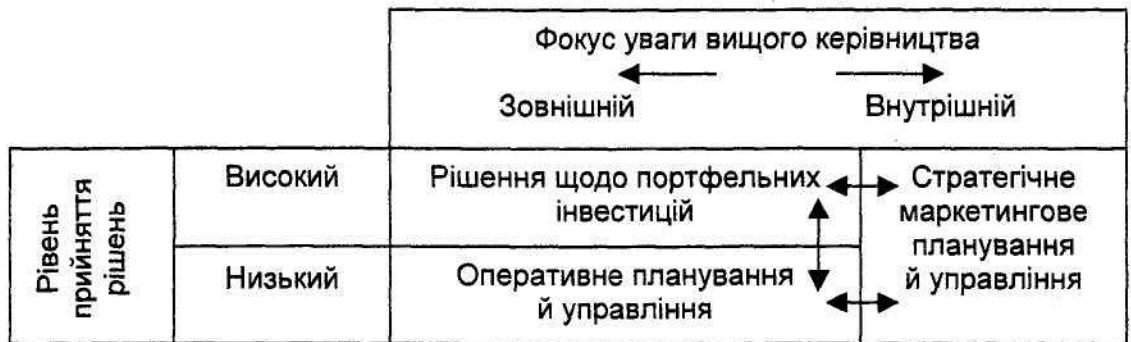 Фокус уваги вищого керівництва
Зовнішній
Внутрішній
Рівень
прийняття
рішень
Високий
Рішення щодо портфельних
інвестицій
Стратегічне
маркетингове
планування
й управління
Низький
Оперативне планування
й управління